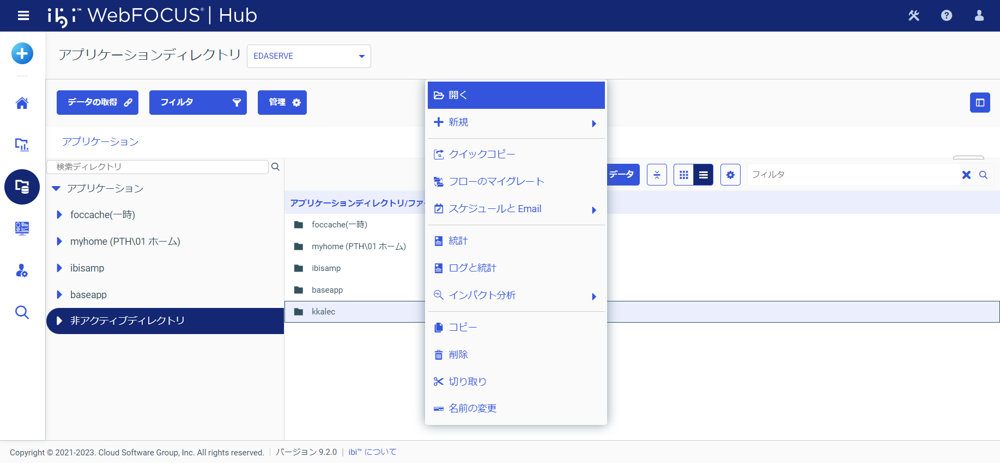 ibi™ WebFOCUS® | Hub
アプリケーションディレクトリ
EDASERVE
データの取得
フィルタ
管理
アプリケーション
検索ディレクトリ
アプリケーション
foccache(一時)
myhome (PTH\01 ホーム)
ibisamp
baseapp
非アクティブディレクトリ
データ
フィルタ
アプリケーションディレクトリ/ファ
foccache(一時)
myhome (PTH\01 ホーム)
ibisamp
baseapp
kkalec
開く
新規
クイックコピー
フローのマイグレート
スケジュールと Email
統計
ログと統計
インパクト分析
コピー
削除
切り取り
名前の変更
Copyright © 2021-2023. Cloud Software Group, Inc. All rights reserved. | バージョン 9.2.0 | ibi™ について